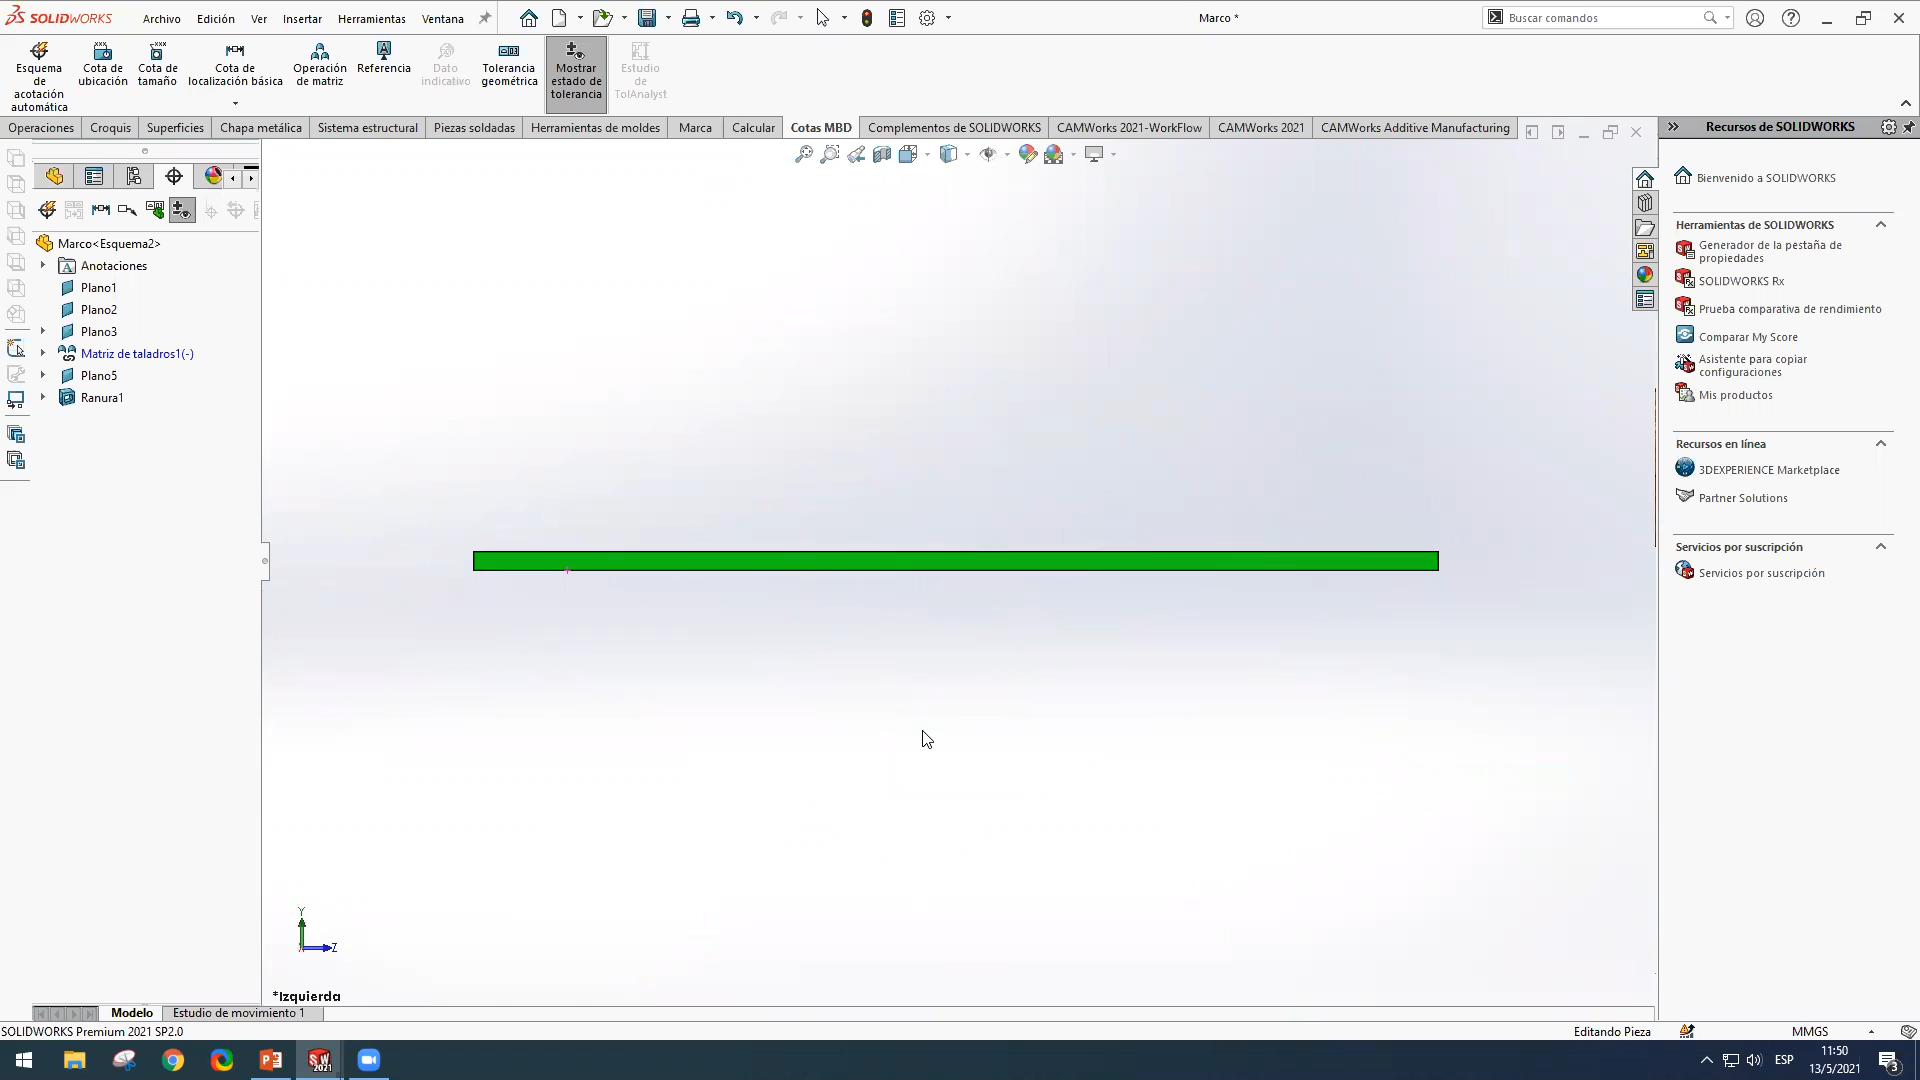 SOLIDWORKS
Archivo
Edición
Ver
Insertar
Herramientas
Ventana
Marco *
Buscar comandos
Esquema
de
acotación
automática
Cota de
ubicación
Cota de
tamaño
Cota de
localización básica
Operación
de matriz
Referencia
Dato
indicativo
Tolerancia
geométrica
Mostrar
estado de
tolerancia
Estudio
de
TolAnalyst
Operaciones
Croquis
Superficies
Chapa metálica
Sistema estructural
Piezas soldadas
Herramientas de moldes
Marca
Calcular
Cotas MBD
Complementos de SOLIDWORKS
CAMWorks 2021-WorkFlow
CAMWorks 2021
CAMWorks Additive Manufacturing
Recursos de SOLIDWORKS
Marco<Esquema2>
Anotaciones
Plano1
Plano2
Plano3
Matriz de taladros1(-)
Plano5
Ranura1
Bienvenido a SOLIDWORKS
Herramientas de SOLIDWORKS
Generador de la pestaña de
propiedades
SOLIDWORKS Rx
Prueba comparativa de rendimiento
Comparar My Score
Asistente para copiar
configuraciones
Mis productos
Recursos en línea
3DEXPERIENCE Marketplace
Partner Solutions
Servicios por suscripción
Servicios por suscripción
Y
Z
*Izquierda
Modelo
Estudio de movimiento 1
SOLIDWORKS Premium 2021 SP2.0
Editando Pieza
MMGS
ESP
11:50
13/5/2021
3